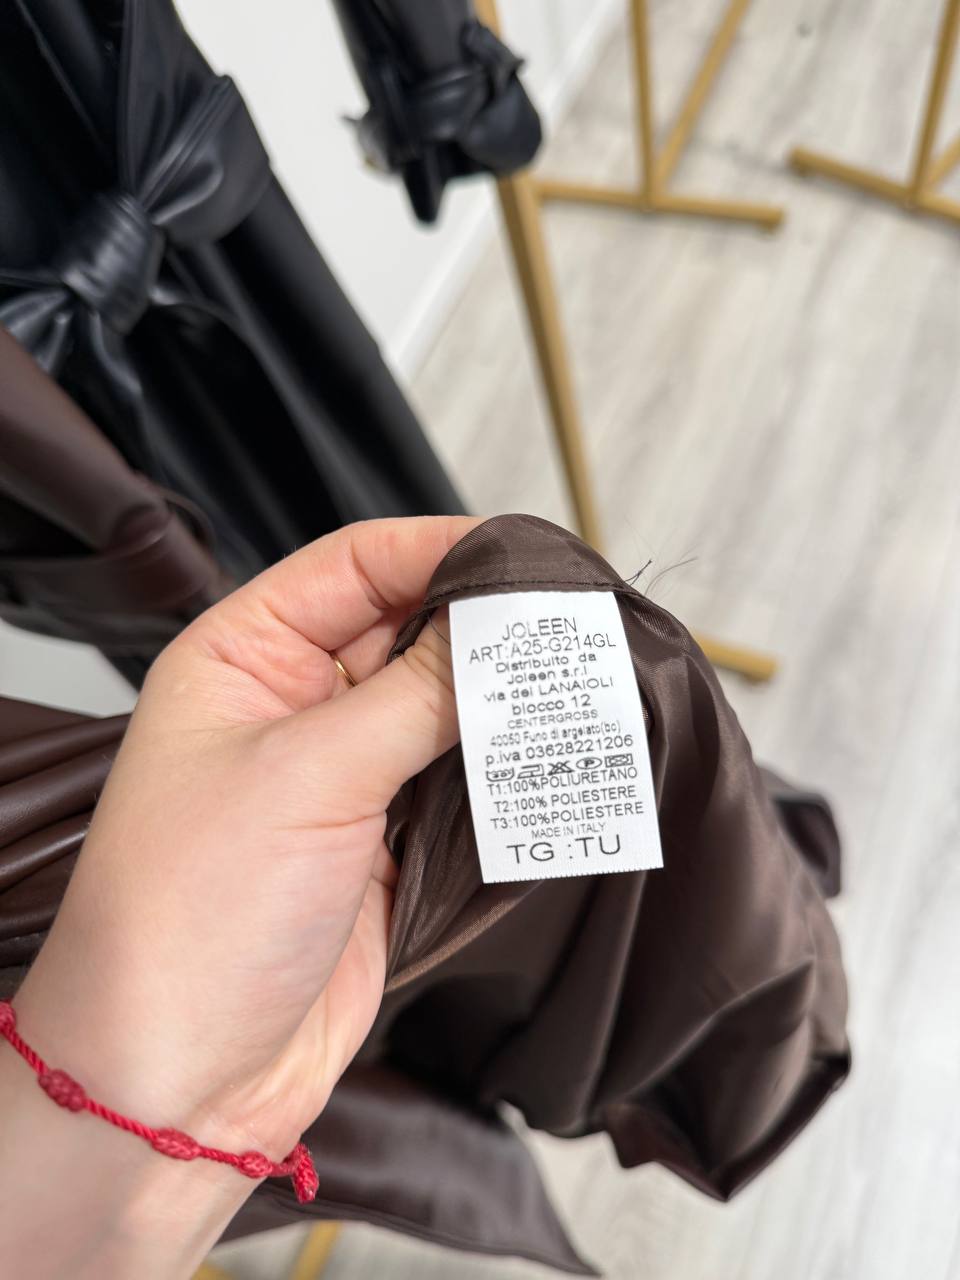 JOLEEN
ART:A25-G214GL
Distribuito da
Joleen s.r.l
via dei LANAIOLI
blocco 12
CENTERGROSS
40050 Funo di argelato(bo)
p.iva 03628221206
T1:100%POLIURETANO
T2:100% POLIESTERE
T3:100%POLIESTERE
MADE IN ITALY
TG :TU